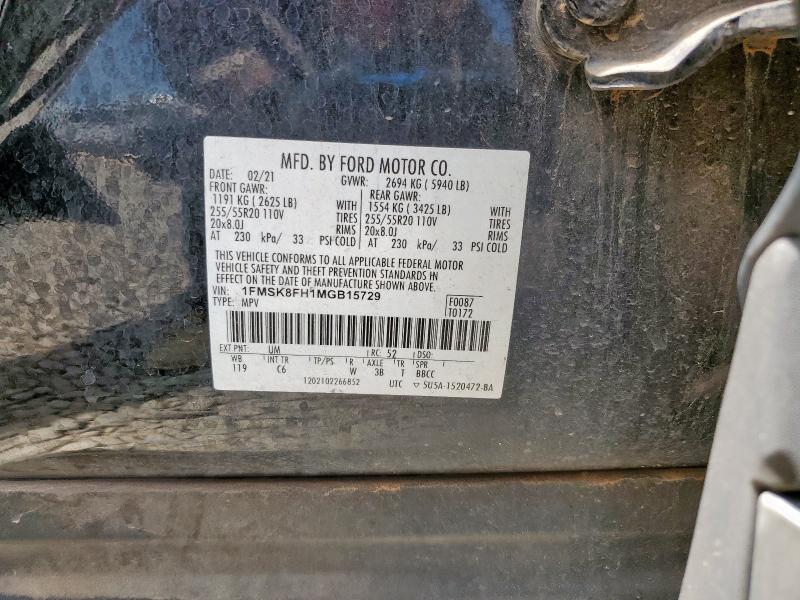 MFD. BY FORD MOTOR CO.
DATE: 02/21 GVWR: 2694 KG ( 5940 LB)
FRONT GAWR: REAR GAWR:
1191 KG ( 2625 LB) WITH 1554 KG ( 3425 LB) WITH
255/55R20 110V TIRES 255/55R20 110V TIRES
20x8.0J RIMS 20x8.0J RIMS
AT 230 kPa/ 33 PSI COLD AT 230 kPa/ 33 PSI COLD
THIS VEHICLE CONFORMS TO ALL APPLICABLE FEDERAL MOTOR
VEHICLE SAFETY AND THEFT PREVENTION STANDARDS IN
EFFECT ON THE DATE OF MANUFACTURE SHOWN ABOVE.
VIN: 1FMSK8FH1MGB15729 F0087
TYPE: MPV T0172
EXT PNT: UM RC: 52 DSO:
WB INT TR TP/PS R AXLE TR SPR
119 C6 W 3B T BBCC
1202102266852 UTC ▽ 5U5A-1520472-BA